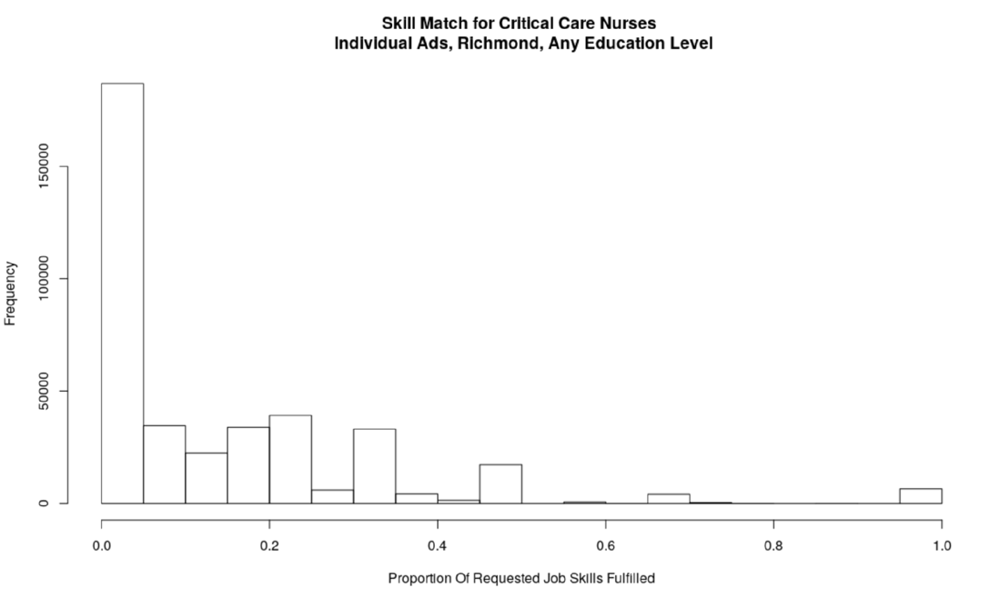 Skill Match for Critical Care Nurses
Individual Ads, Richmond, Any Education Level
150000
100000
50000
0
Frequency
0.0
0.2
0.4
0.6
0.8
1.0
Proportion Of Requested Job Skills Fulfilled